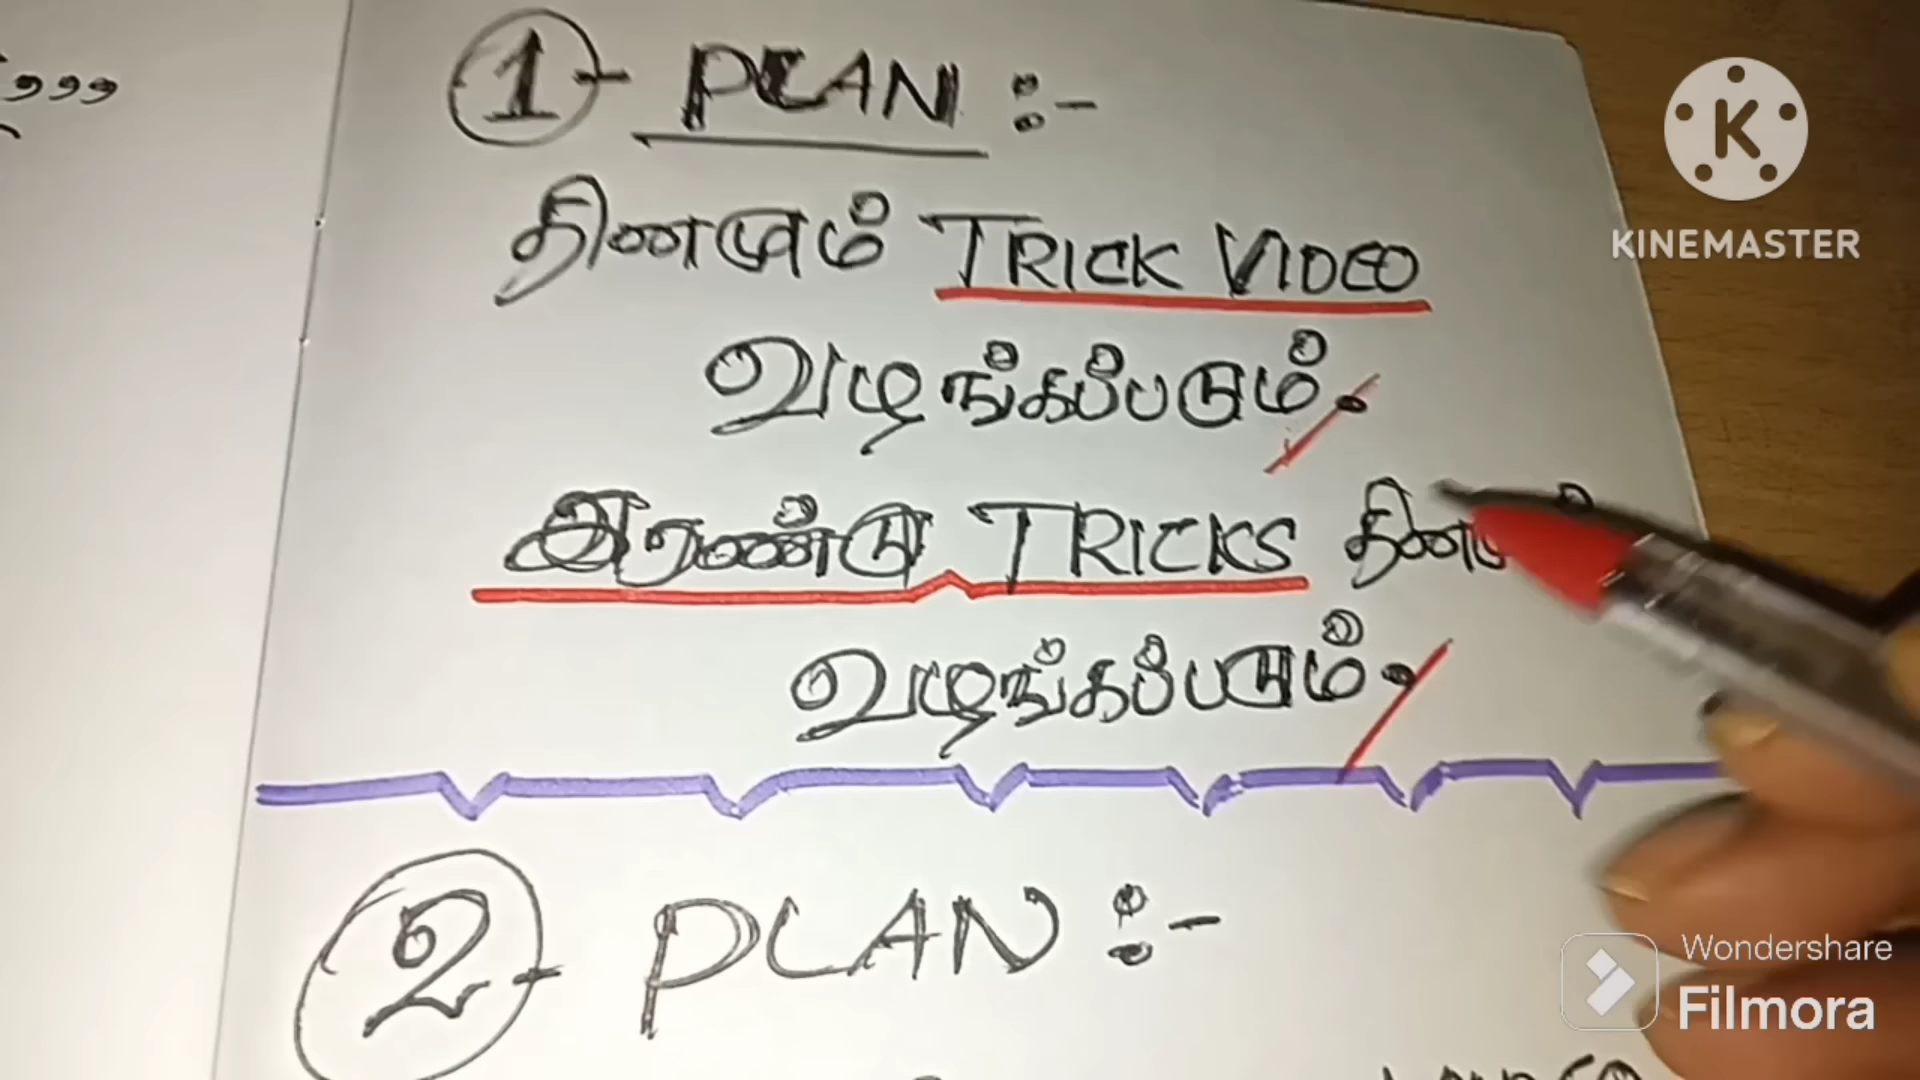 1- PLAN :-
தினமும் TRICK VIDEO
வழங்கப்படும்.
இரண்டு TRICKS
வழங்கப்படும்.
2- PLAN :-
KINEMASTER
Wondershare
Filmora